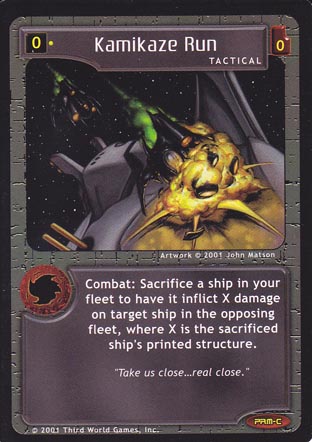 0
Kamikaze Run
0
TACTICAL
Artwork © 2001 John Matson
Combat: Sacrifice a ship in your
fleet to have it inflict X damage
on target ship in the opposing
fleet, where X is the sacrificed
ship's printed structure.
"Take us close...real close."
PRM-C
© 2001 Third World Games, Inc.